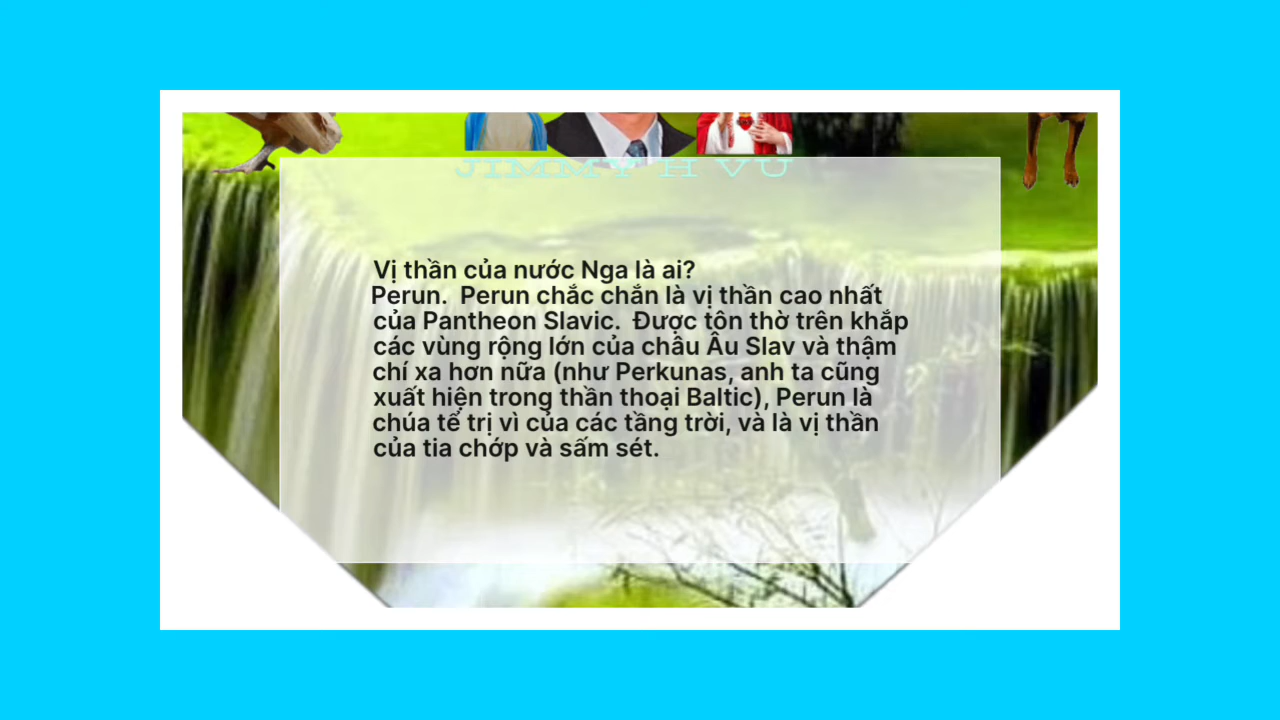 JIMMY H VU
Vị thần của nước Nga là ai?
Perun.  Perun chắc chắn là vị thần cao nhất
của Pantheon Slavic.  Được tôn thờ trên khắp
các vùng rộng lớn của châu Âu Slav và thậm
chí xa hơn nữa (như Perkunas, anh ta cũng
xuất hiện trong thần thoại Baltic), Perun là
chúa tể trị vì của các tầng trời, và là vị thần
của tia chớp và sấm sét.